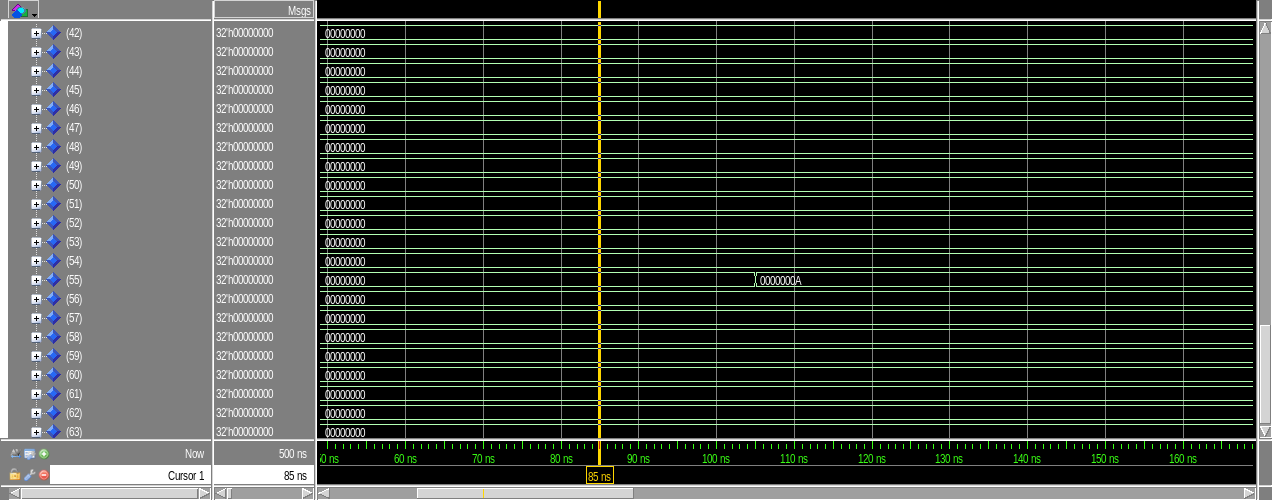 Msgs
(42) 32'h00000000 00000000
(43) 32'h00000000 00000000
(44) 32'h00000000 00000000
(45) 32'h00000000 00000000
(46) 32'h00000000 00000000
(47) 32'h00000000 00000000
(48) 32'h00000000 00000000
(49) 32'h00000000 00000000
(50) 32'h00000000 00000000
(51) 32'h00000000 00000000
(52) 32'h00000000 00000000
(53) 32'h00000000 00000000
(54) 32'h00000000 00000000
(55) 32'h00000000 00000000 0000000A
(56) 32'h00000000 00000000
(57) 32'h00000000 00000000
(58) 32'h00000000 00000000
(59) 32'h00000000 00000000
(60) 32'h00000000 00000000
(61) 32'h00000000 00000000
(62) 32'h00000000 00000000
(63) 32'h00000000 00000000
Now 500 ns 0 ns 60 ns 70 ns 80 ns 90 ns 100 ns 110 ns 120 ns 130 ns 140 ns 150 ns 160 ns
Cursor 1 85 ns 85 ns